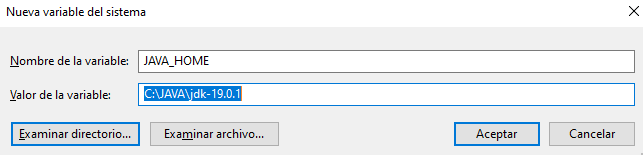 Nueva variable del sistema
Nombre de la variable: JAVA_HOME
Valor de la variable: C:\JAVA\jdk-19.0.1
Examinar directorio... Examinar archivo... Aceptar Cancelar